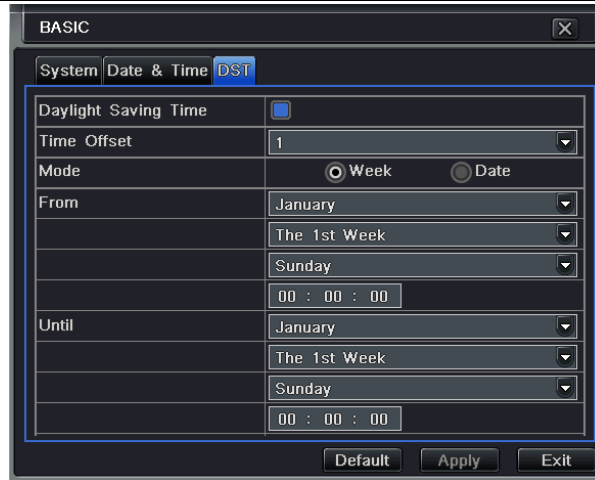 BASIC
System Date & Time DST
Daylight Saving Time
Time Offset 1
Mode Week Date
From January
The 1st Week
Sunday
00 : 00 : 00
Until January
The 1st Week
Sunday
00 : 00 : 00
Default Apply Exit